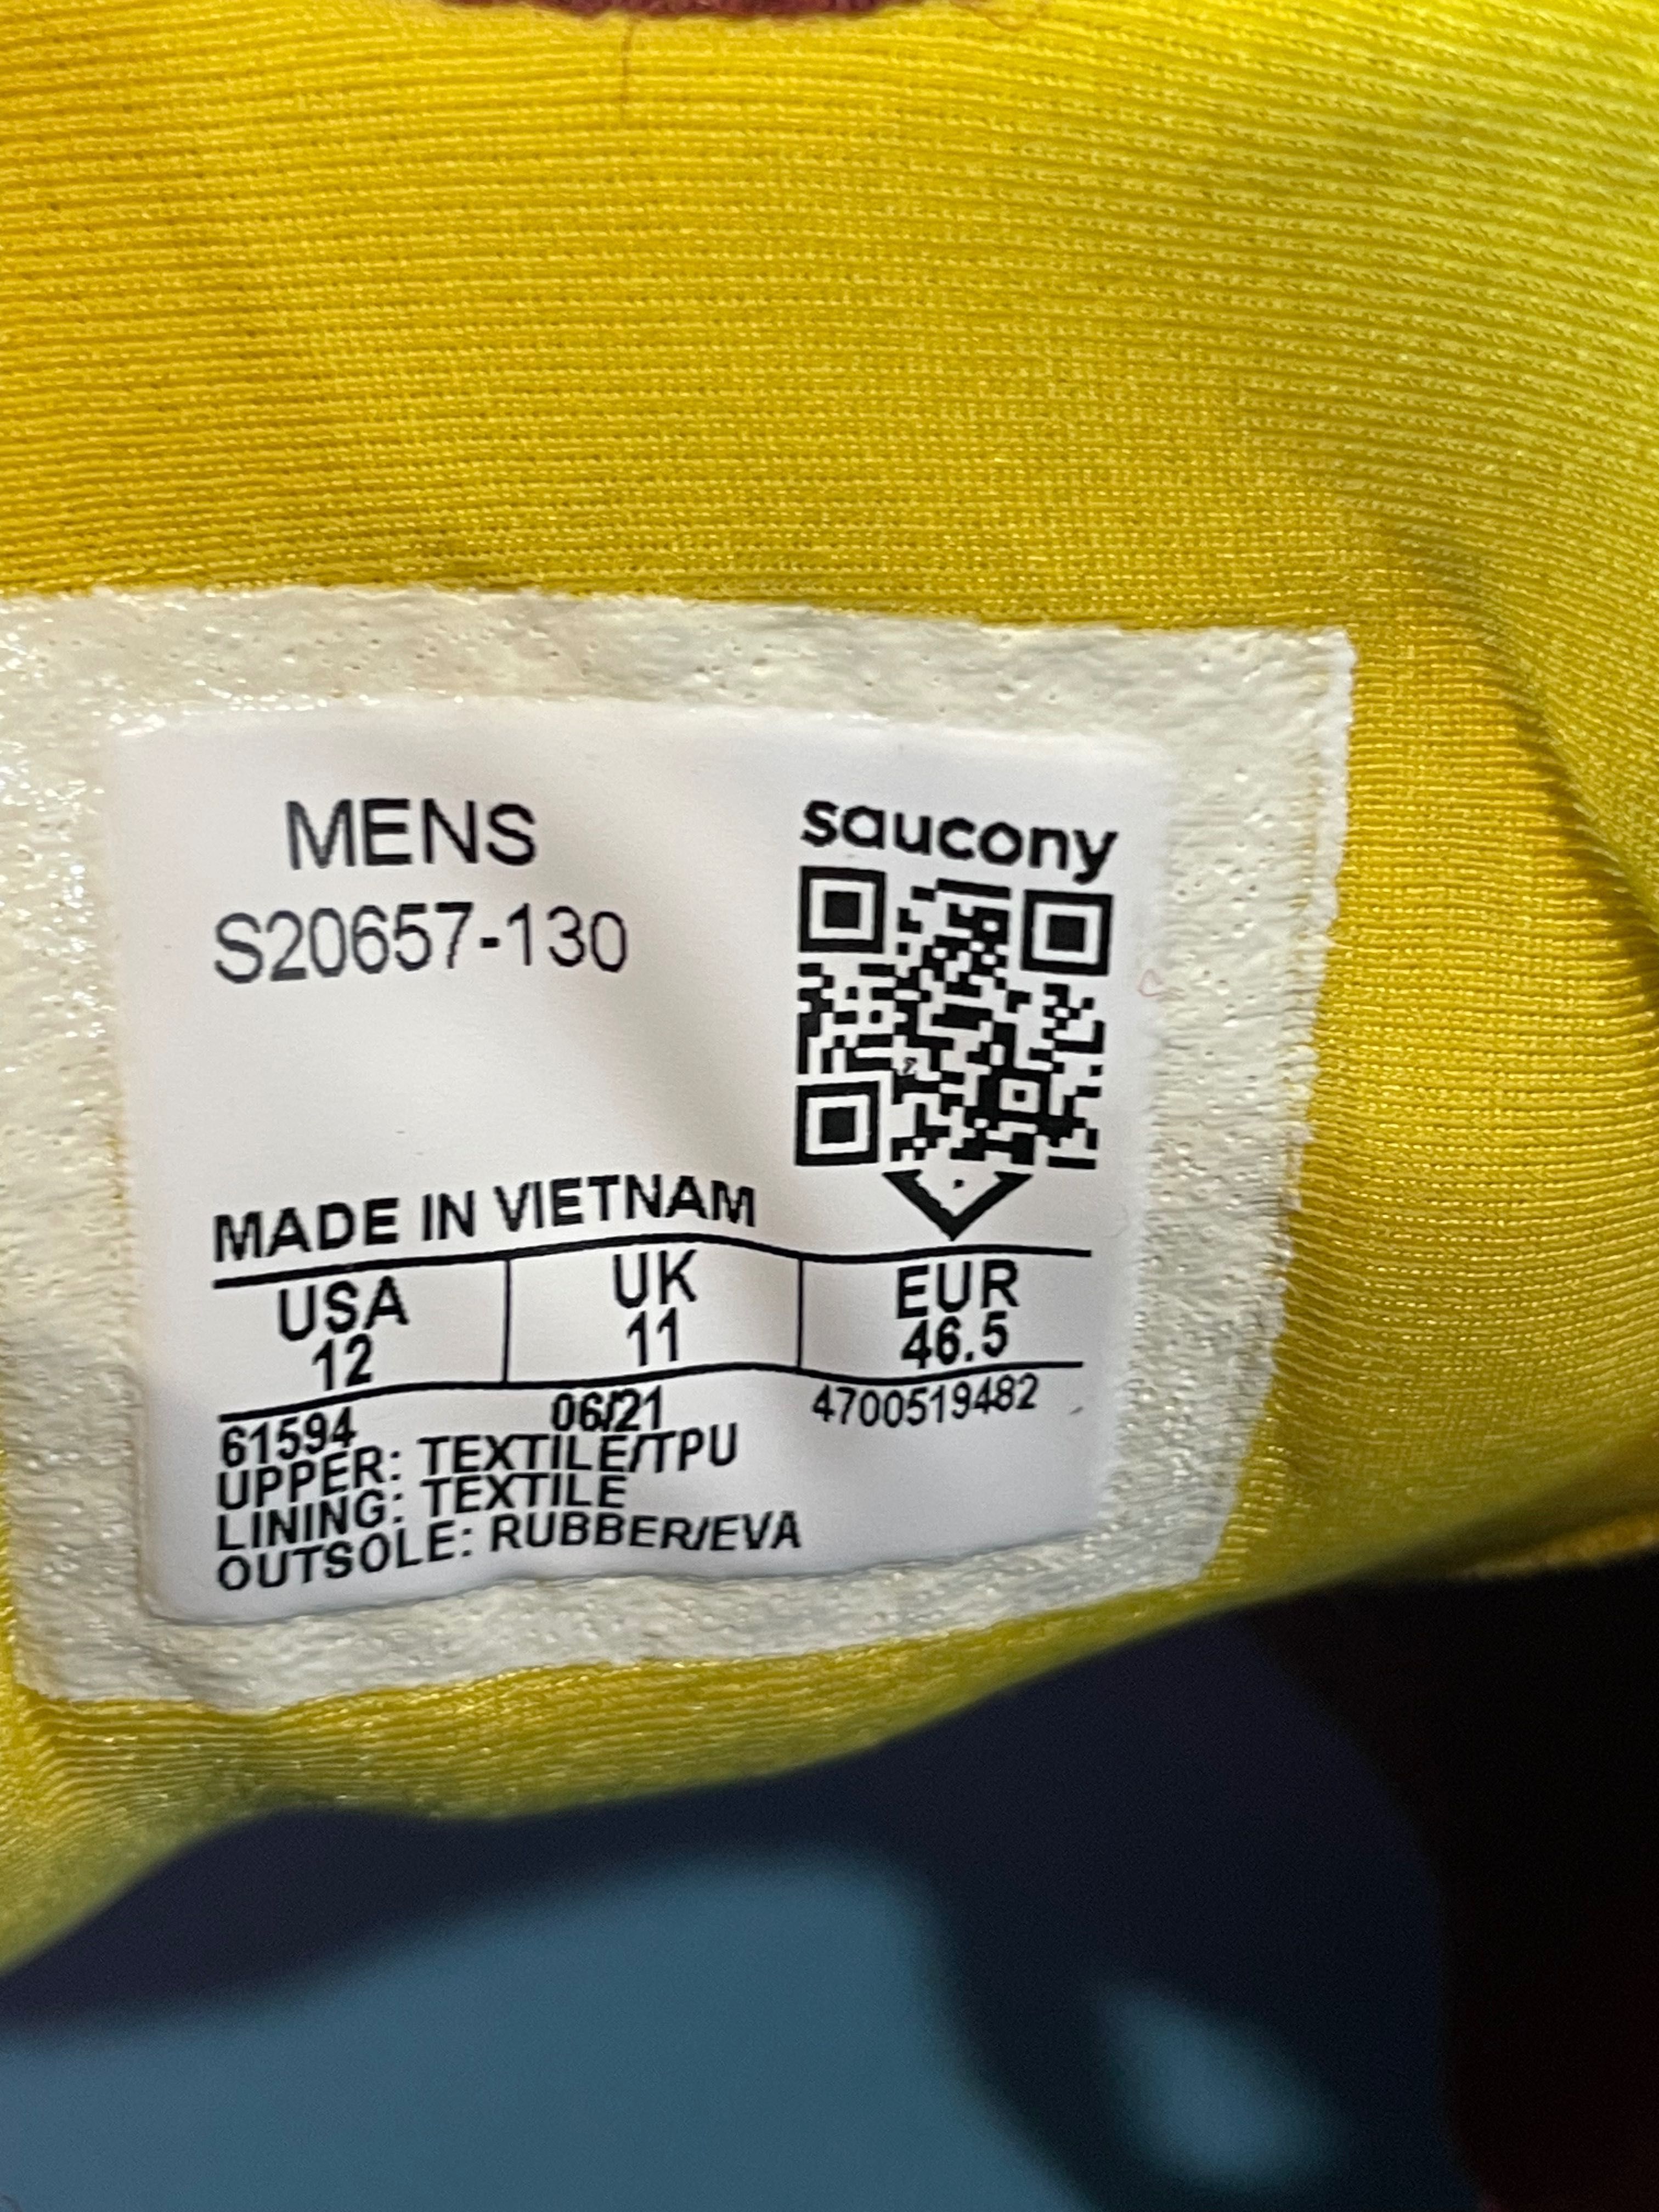 MENS
S20657-130
saucony
MADE IN VIETNAM
USA UK EUR
12 11 46.5
61594 06/21 4700519482
UPPER: TEXTILE/TPU
LINING: TEXTILE
OUTSOLE: RUBBER/EVA